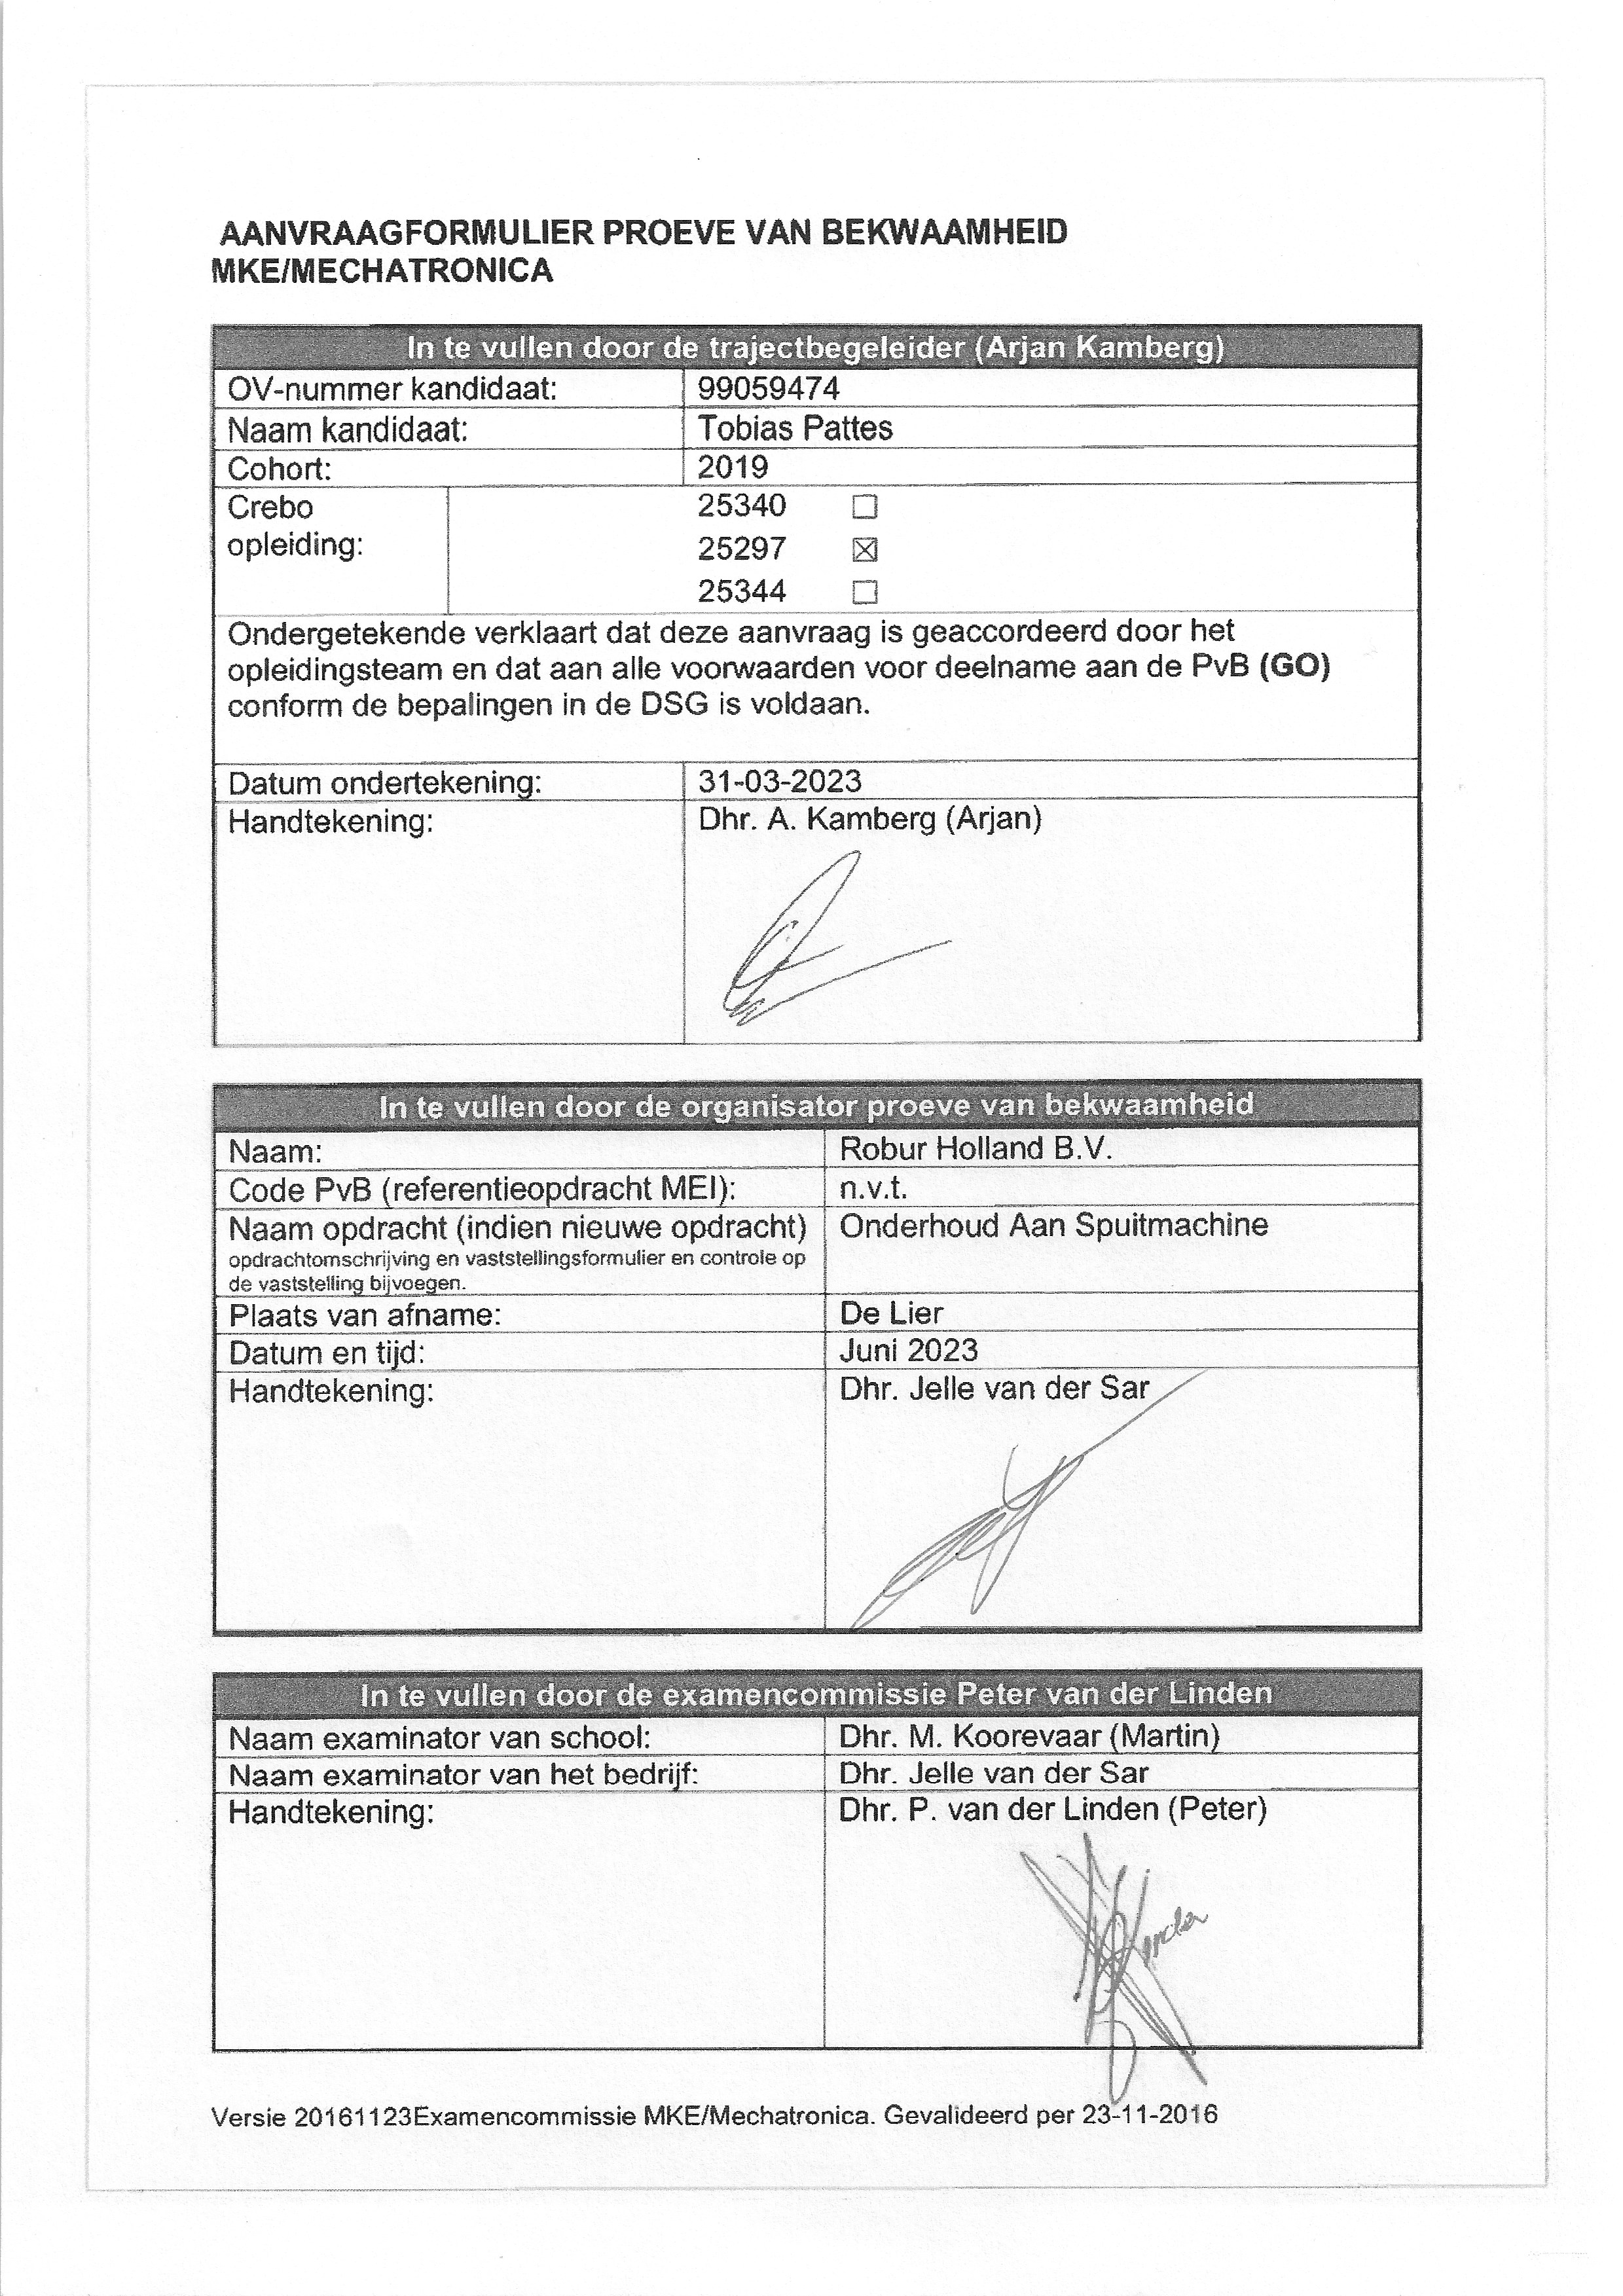 AANVRAAGFORMULIER PROEVE VAN BEKWAAMHEID
MKE/MECHATRONICA
In te vullen door de trajectbegeleider (Arjan Kamberg)
OV-nummer kandidaat: 99059474
Naam kandidaat: Tobias Pattes
Cohort: 2019
Crebo 25340 ☐
opleiding: 25297 ☒
25344 ☐
Ondergetekende verklaart dat deze aanvraag is geaccordeerd door het
opleidingsteam en dat aan alle voorwaarden voor deelname aan de PvB (GO)
conform de bepalingen in de DSG is voldaan.
Datum ondertekening: 31-03-2023
Handtekening: Dhr. A. Kamberg (Arjan)
In te vullen door de organisator proeve van bekwaamheid
Naam: Robur Holland B.V.
Code PvB (referentieopdracht MEI): n.v.t.
Naam opdracht (indien nieuwe opdracht) Onderhoud Aan Spuitmachine
opdrachtomschrijving en vaststellingsformulier en controle op
de vaststelling bijvoegen.
Plaats van afname: De Lier
Datum en tijd: Juni 2023
Handtekening: Dhr. Jelle van der Sar
In te vullen door de examencommissie Peter van der Linden
Naam examinator van school: Dhr. M. Koorevaar (Martin)
Naam examinator van het bedrijf: Dhr. Jelle van der Sar
Handtekening: Dhr. P. van der Linden (Peter)
Versie 20161123Examencommissie MKE/Mechatronica. Gevalideerd per 23-11-2016